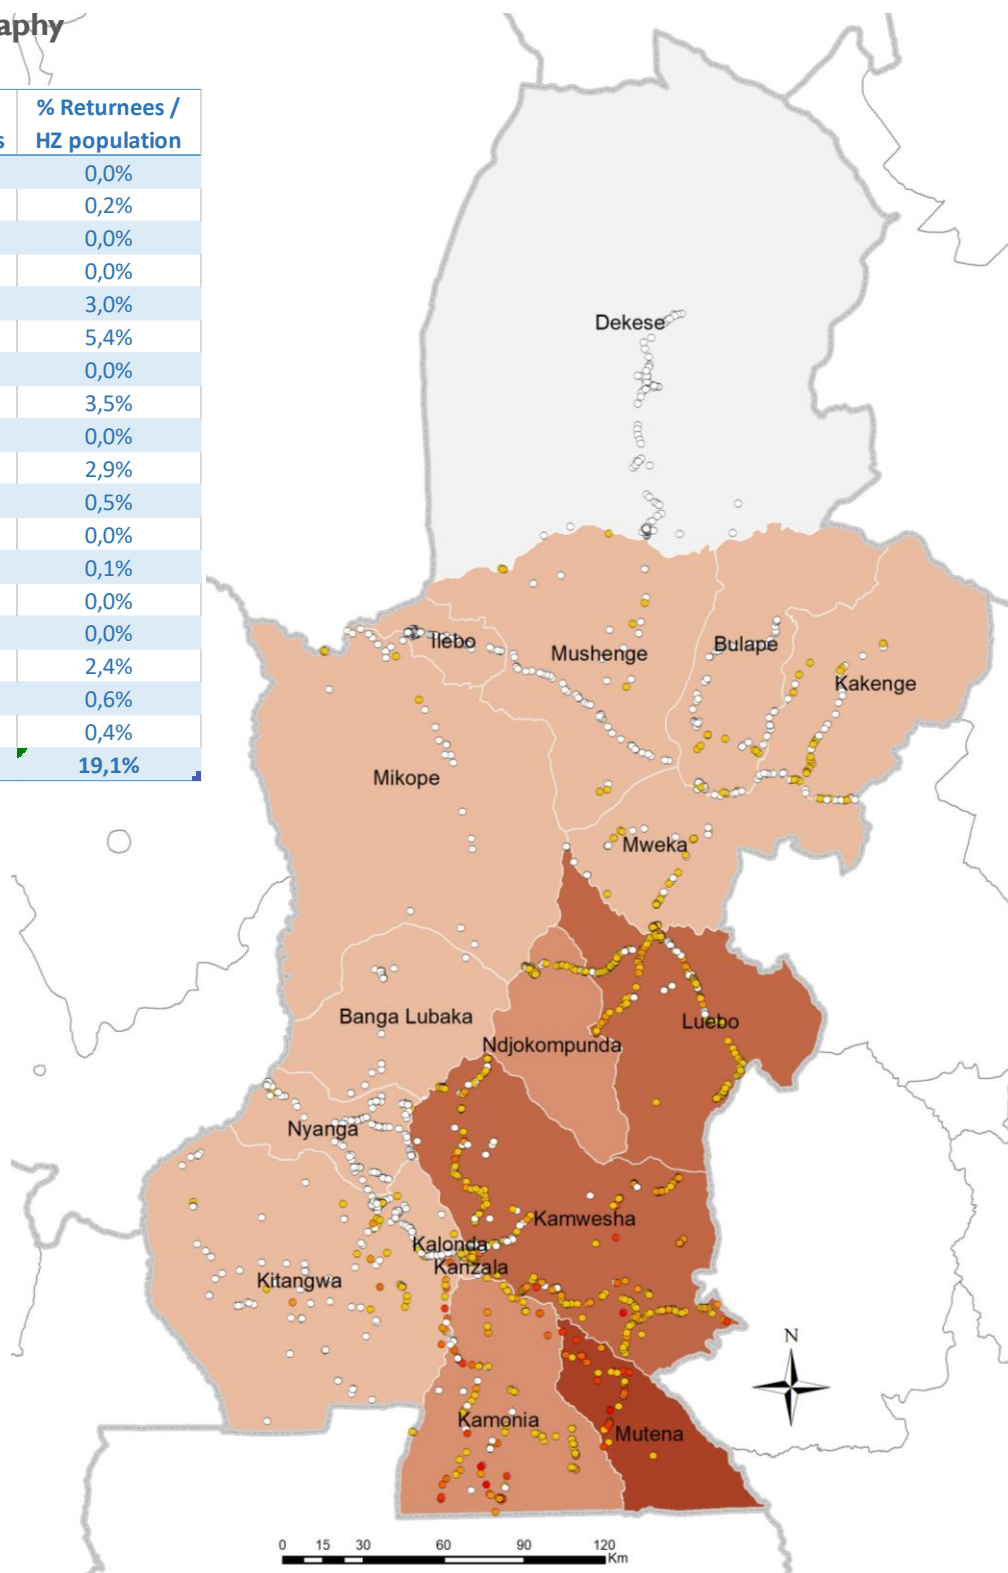 aphy
% Returnees /
s HZ population
0,0%
0,2%
0,0%
0,0%
3,0%
5,4%
0,0%
3,5%
0,0%
2,9%
0,5%
0,0%
0,1%
0,0%
0,0%
2,4%
0,6%
0,4%
19,1%
Dekese
Ilebo
Mushenge
Bulape
Kakenge
Mikope
Mweka
Banga Lubaka
Luebo
Ndjokompunda
Nyanga
Kamwesha
Kalonda
Kanzala
Kitangwa
N
Kamonia
Mutena
0 15 30 60 90 120
Km